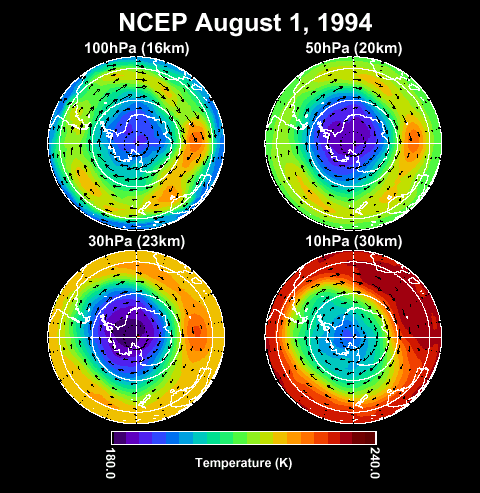 NCEP August 1, 1994
100hPa (16km)
50hPa (20km)
30hPa (23km)
10hPa (30km)
180.0
Temperature (K)
240.0